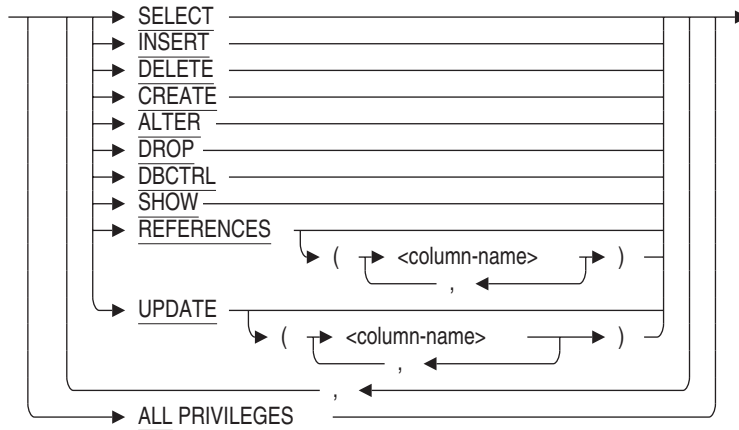 SELECT
INSERT
DELETE
CREATE
ALTER
DROP
DBCTRL
SHOW
REFERENCES
( <column-name> )
,
UPDATE
( <column-name> )
,
,
ALL PRIVILEGES